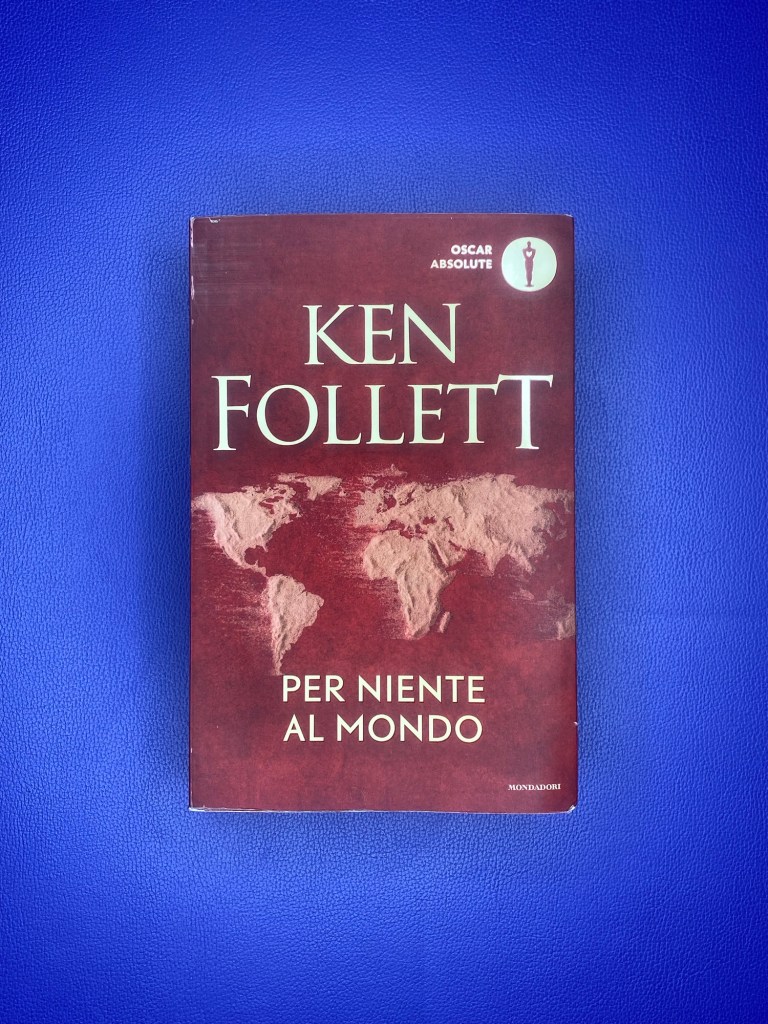 OSCAR
ABSOLUTE
KEN
FOLLETT
PER NIENTE
AL MONDO
MONDADORI